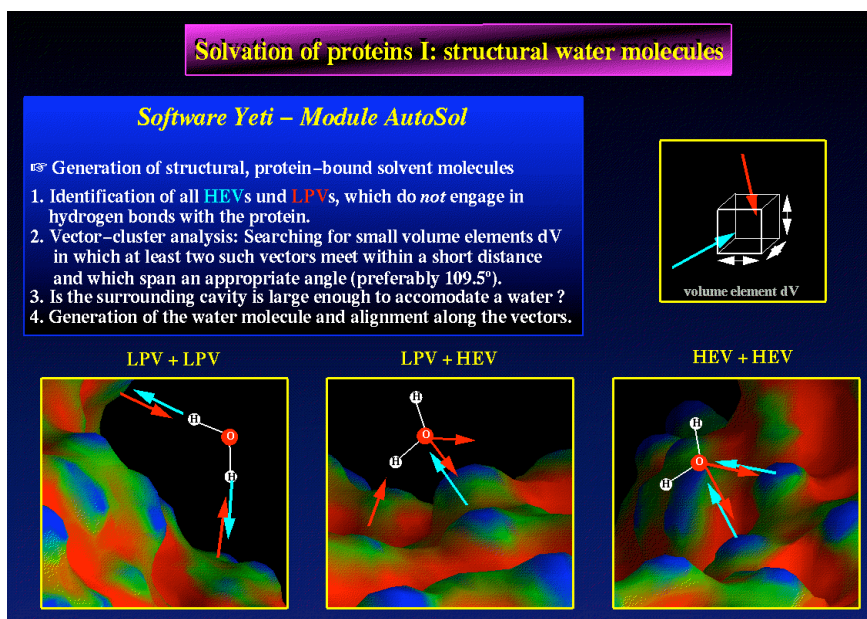 Solvation of proteins I: structural water molecules
Software Yeti – Module AutoSol
☞ Generation of structural, protein–bound solvent molecules
1. Identification of all HEVs und LPVs, which do not engage in
hydrogen bonds with the protein.
2. Vector–cluster analysis: Searching for small volume elements dV
in which at least two such vectors meet within a short distance
and which span an appropriate angle (preferably 109.5º).
3. Is the surrounding cavity is large enough to accomodate a water ?
4. Generation of the water molecule and alignment along the vectors.
volume element dV
LPV + LPV
LPV + HEV
HEV + HEV
H
O
H
H
O
H
H
O
H